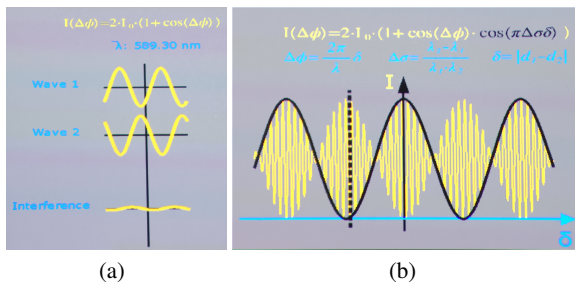 I(Δϕ)=2·I₀·(1+cos(Δϕ))
λ: 589.30 nm
Wave 1
Wave 2
Interference
(a)
I(Δϕ)=2·I₀·(1+cos(Δϕ)·cos(πΔσδ)
Δϕ=2π/λ δ Δσ=λ₁-λ₂/λ₁·λ₂ δ=|d₁-d₂|
I
δ
(b)